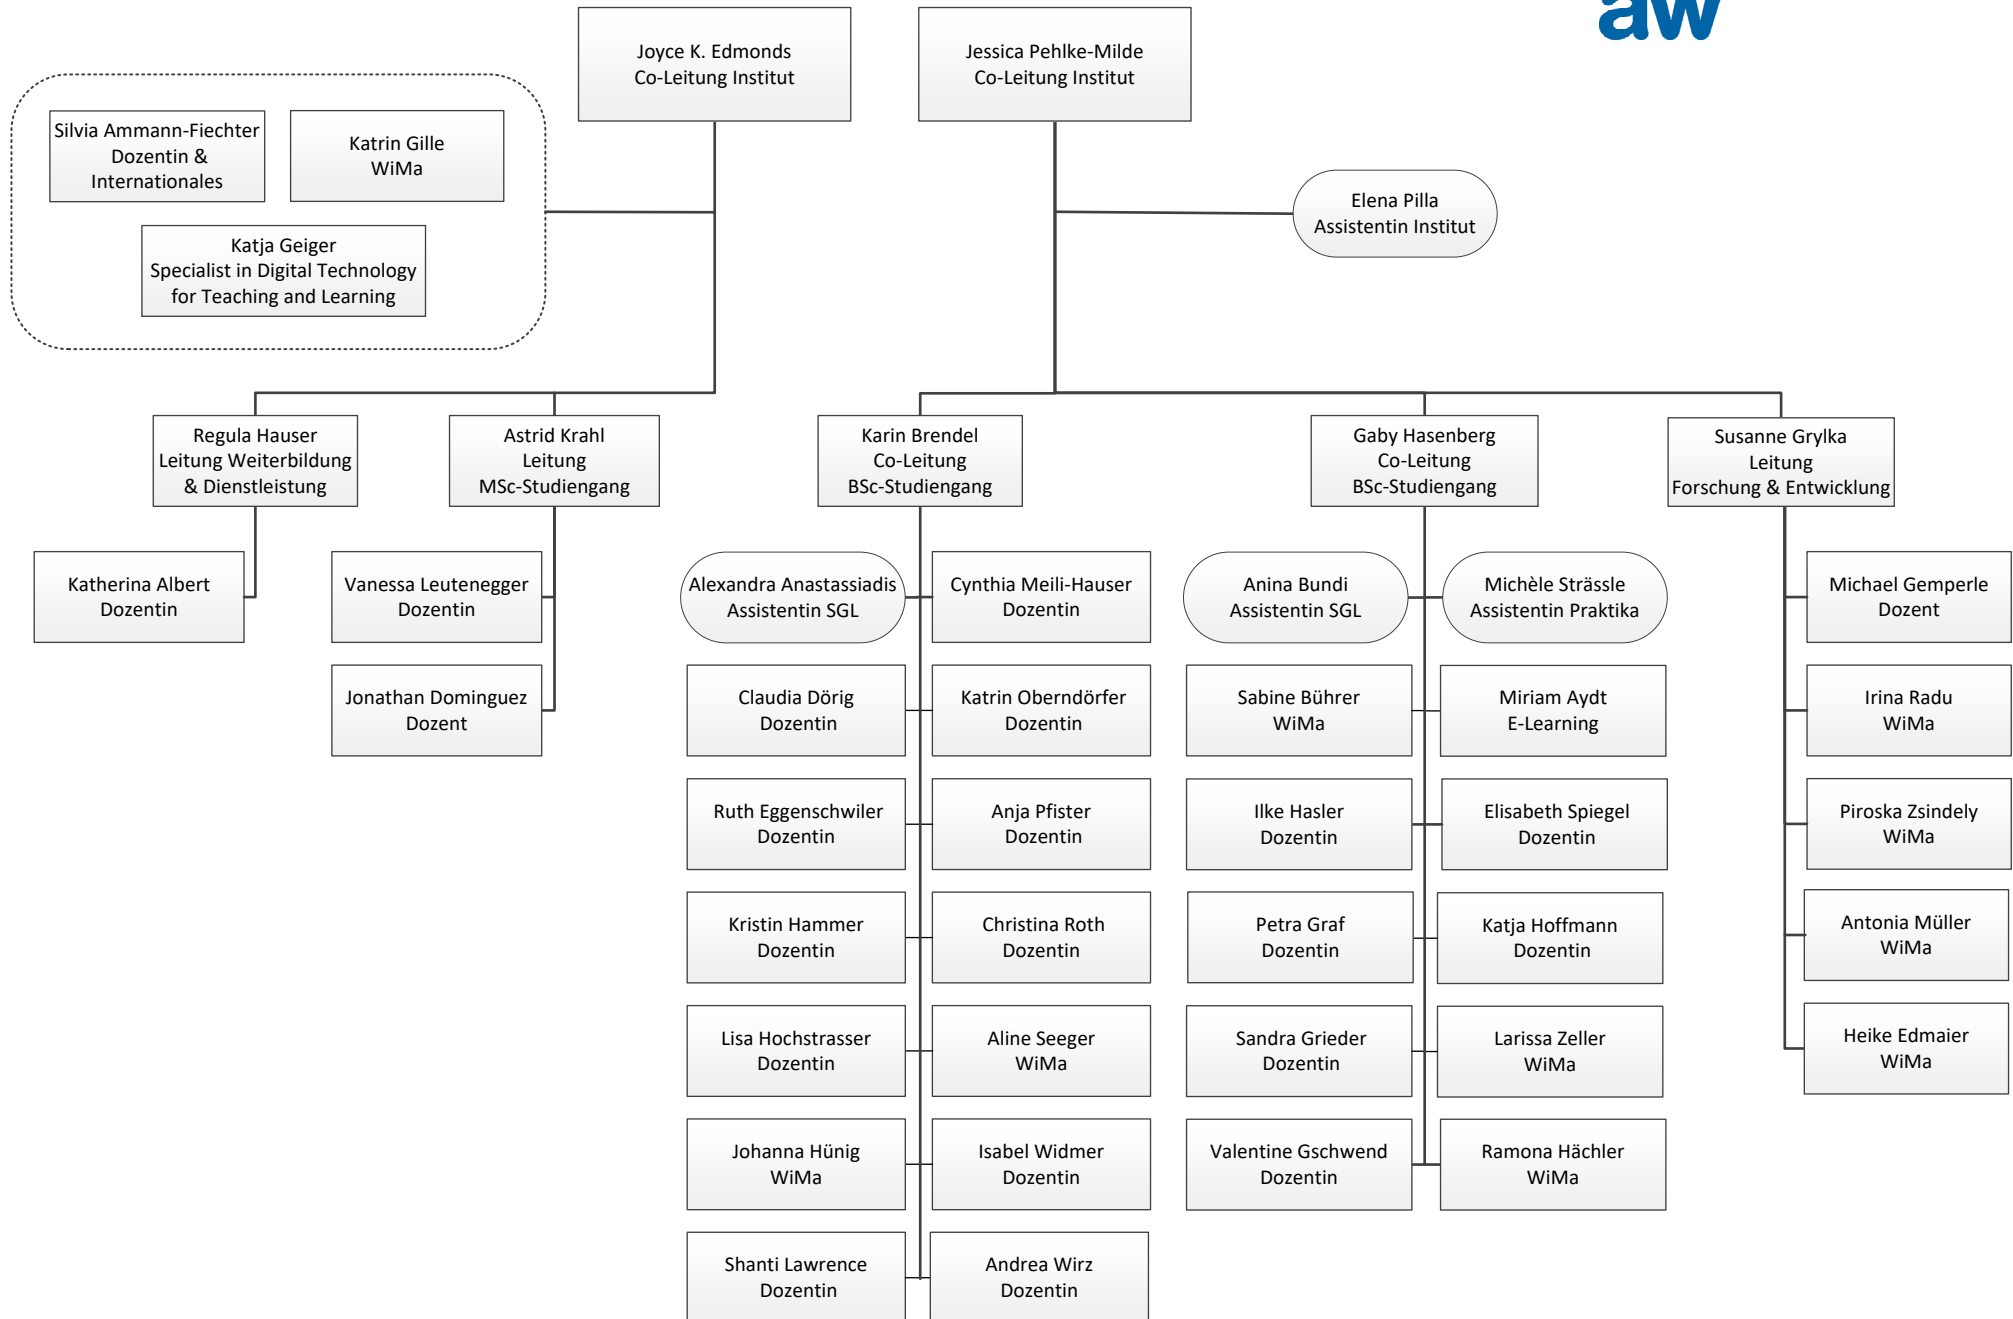 aw
Joyce K. Edmonds
Co-Leitung Institut
Jessica Pehlke-Milde
Co-Leitung Institut
Silvia Ammann-Fiechter
Dozentin &
Internationales
Katrin Gille
WiMa
Katja Geiger
Specialist in Digital Technology
for Teaching and Learning
Elena Pilla
Assistentin Institut
Regula Hauser
Leitung Weiterbildung
& Dienstleistung
Astrid Krahl
Leitung
MSc-Studiengang
Karin Brendel
Co-Leitung
BSc-Studiengang
Gaby Hasenberg
Co-Leitung
BSc-Studiengang
Susanne Grylka
Leitung
Forschung & Entwicklung
Katherina Albert
Dozentin
Vanessa Leutenegger
Dozentin
Alexandra Anastassiadis
Assistentin SGL
Cynthia Meili-Hauser
Dozentin
Anina Bundi
Assistentin SGL
Michèle Strässle
Assistentin Praktika
Michael Gemperle
Dozent
Jonathan Dominguez
Dozent
Claudia Dörig
Dozentin
Katrin Oberndörfer
Dozentin
Sabine Bührer
WiMa
Miriam Aydt
E-Learning
Irina Radu
WiMa
Ruth Eggenschwiler
Dozentin
Anja Pfister
Dozentin
Ilke Hasler
Dozentin
Elisabeth Spiegel
Dozentin
Piroska Zsindely
WiMa
Kristin Hammer
Dozentin
Christina Roth
Dozentin
Petra Graf
Dozentin
Katja Hoffmann
Dozentin
Antonia Müller
WiMa
Lisa Hochstrasser
Dozentin
Aline Seeger
WiMa
Sandra Grieder
Dozentin
Larissa Zeller
WiMa
Heike Edmaier
WiMa
Johanna Hünig
WiMa
Isabel Widmer
Dozentin
Valentine Gschwend
Dozentin
Ramona Hächler
WiMa
Shanti Lawrence
Dozentin
Andrea Wirz
Dozentin